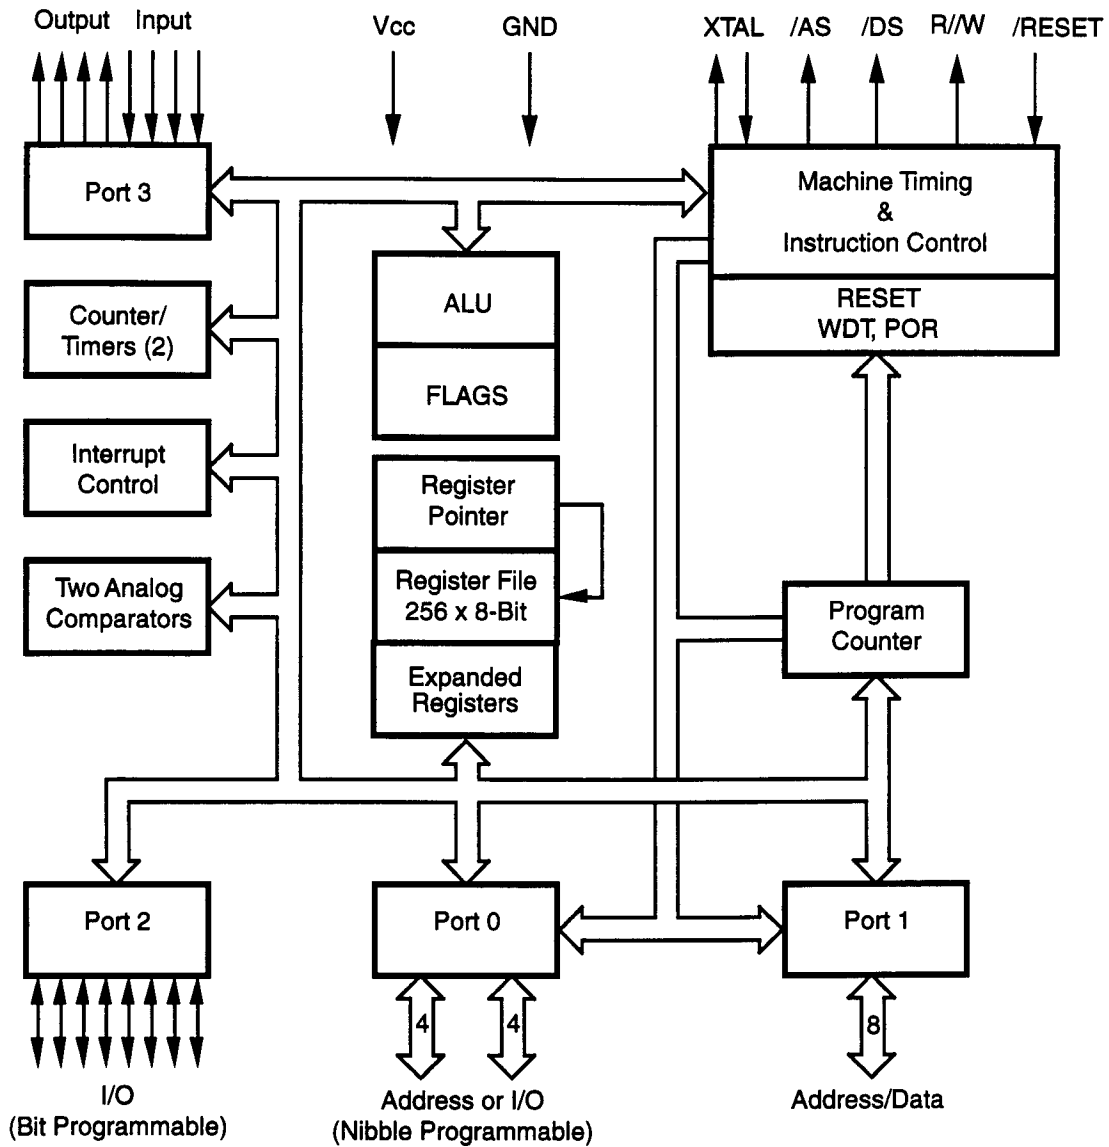 Output Input Vcc GND XTAL /AS /DS R//W /RESET
Port 3
Machine Timing
&
Instruction Control
RESET
WDT, POR
Counter/
Timers (2)
ALU
FLAGS
Interrupt
Control
Register
Pointer
Register File
256 x 8-Bit
Expanded
Registers
Two Analog
Comparators
Program
Counter
Port 2
Port 0
Port 1
4
4
8
I/O
(Bit Programmable)
Address or I/O
(Nibble Programmable)
Address/Data